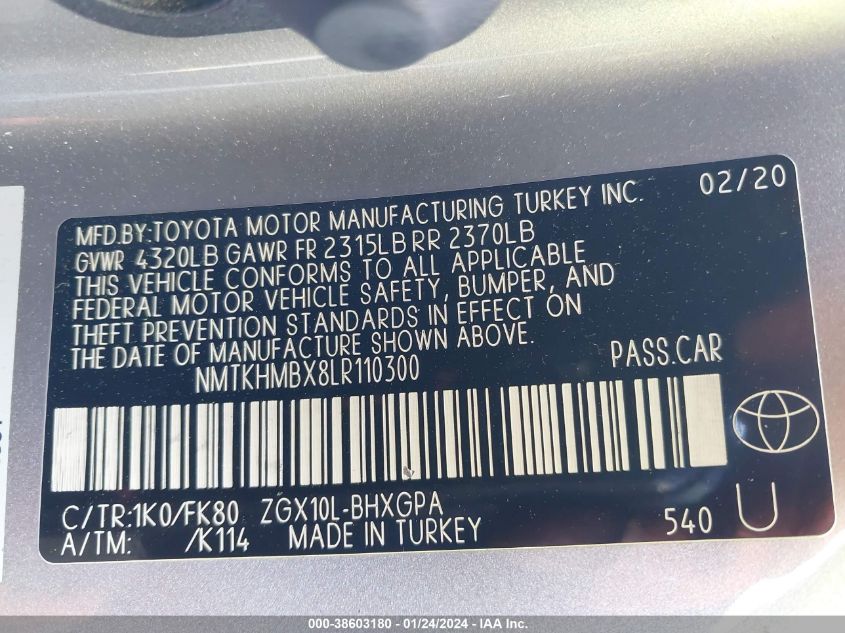 MFD.BY:TOYOTA MOTOR MANUFACTURING TURKEY INC. 02/20
GVWR 4320LB GAWR FR 2315LB RR 2370LB
THIS VEHICLE CONFORMS TO ALL APPLICABLE
FEDERAL MOTOR VEHICLE SAFETY, BUMPER, AND
THEFT PREVENTION STANDARDS IN EFFECT ON
THE DATE OF MANUFACTURE SHOWN ABOVE.
NMTKHMBX8LR110300 PASS.CAR
C/TR:1K0/FK80 ZGX10L-BHXGPA
A/TM: /K114 MADE IN TURKEY 540 U
000-38603180 - 01/24/2024 - IAA Inc.